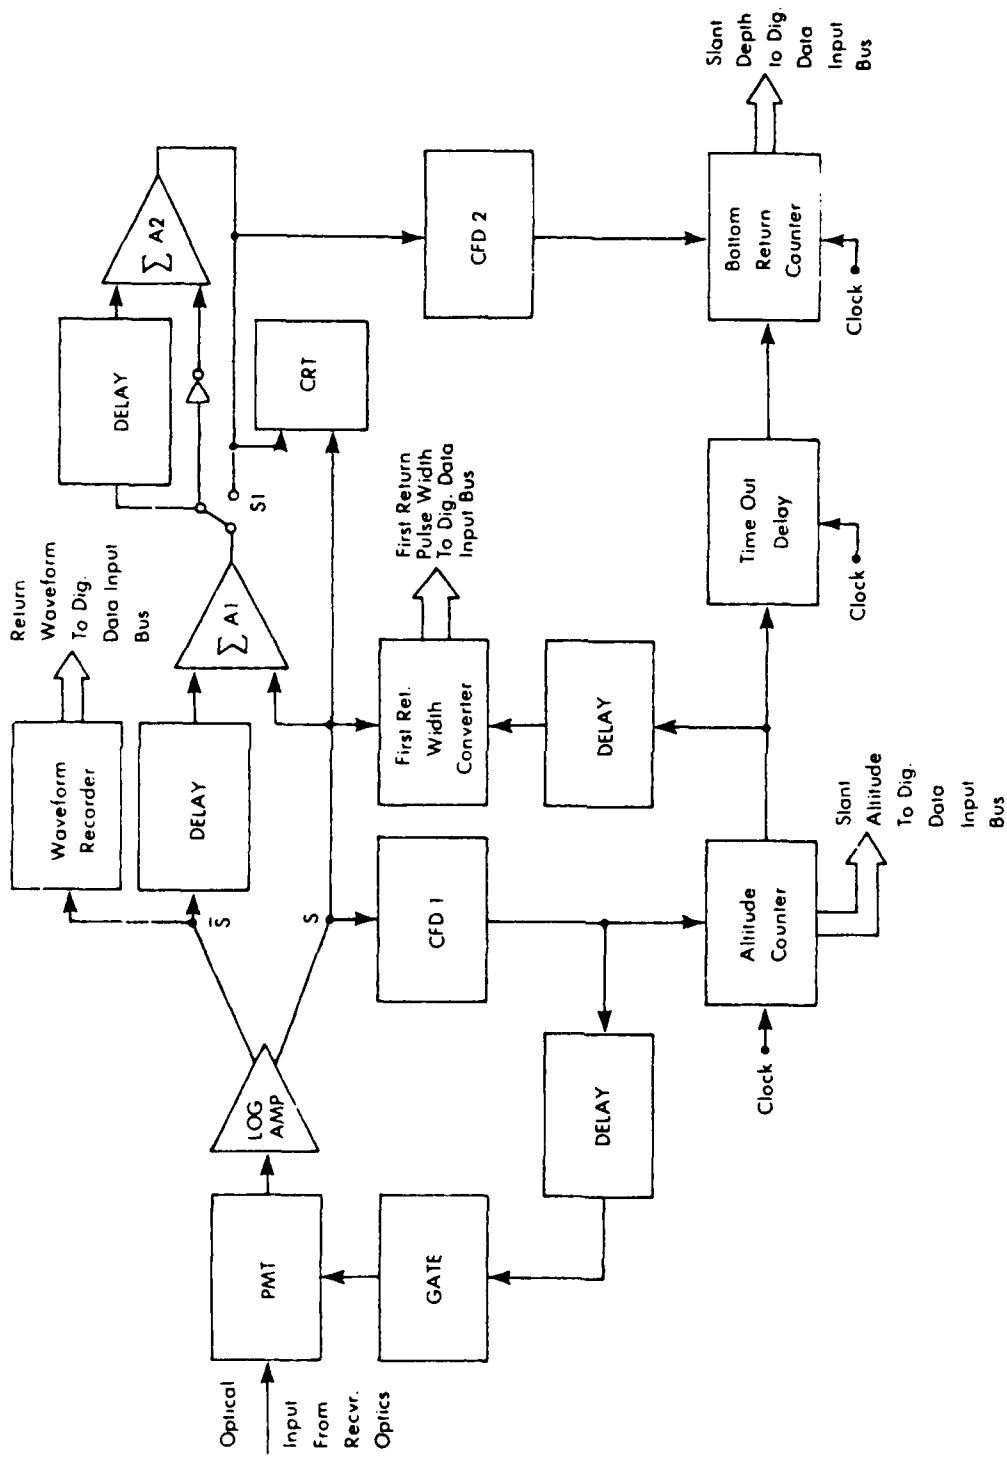 Return
Waveform
To Dig.
Data Input
Bus
Waveform
Recorder
DELAY
S̅
S
LOG
AMP
PMT
Optical
Input
From
Recvr.
Optics
GATE
DELAY
CFD 1
∑ A1
DELAY
∑ A2
S1
CRT
First Return
Pulse Width
To Dig. Data
Input Bus
First Ret.
Width
Converter
DELAY
CFD 2
Altitude
Counter
Clock
Slant
Altitude
To Dig.
Data
Input
Bus
Time Out
Delay
Clock
Bottom
Return
Counter
Clock
Slant
Depth
to Dig.
Data
Input
Bus